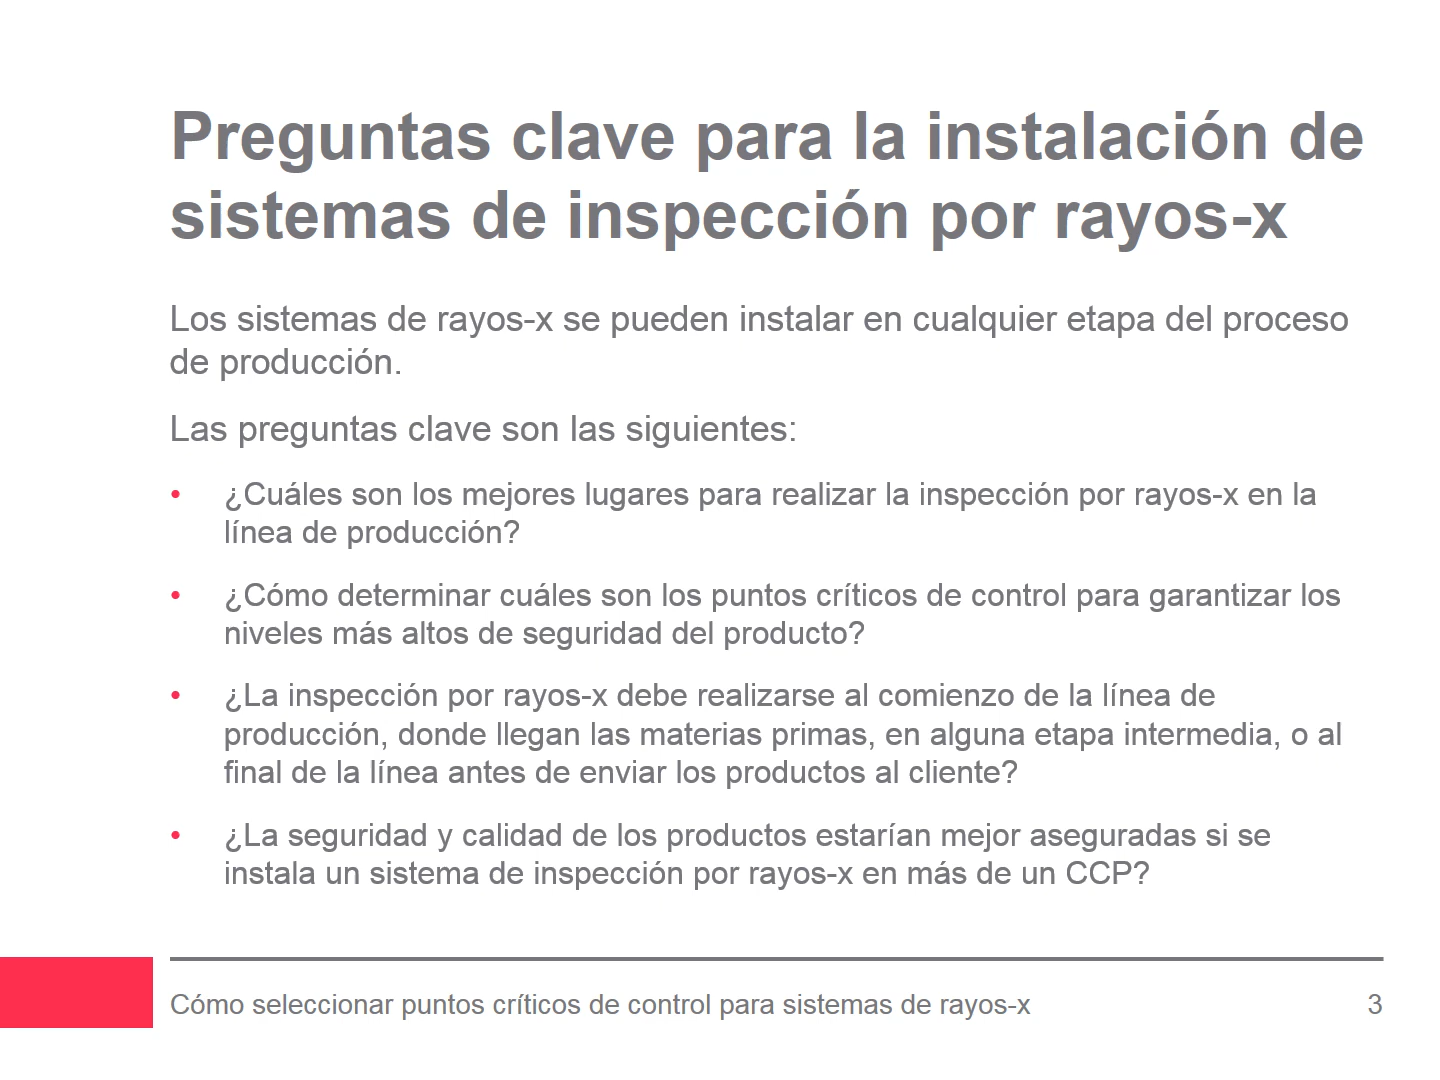 Preguntas clave para la instalación de
sistemas de inspección por rayos-x
Los sistemas de rayos-x se pueden instalar en cualquier etapa del proceso
de producción.
Las preguntas clave son las siguientes:
• ¿Cuáles son los mejores lugares para realizar la inspección por rayos-x en la
línea de producción?
• ¿Cómo determinar cuáles son los puntos críticos de control para garantizar los
niveles más altos de seguridad del producto?
• ¿La inspección por rayos-x debe realizarse al comienzo de la línea de
producción, donde llegan las materias primas, en alguna etapa intermedia, o al
final de la línea antes de enviar los productos al cliente?
• ¿La seguridad y calidad de los productos estarían mejor aseguradas si se
instala un sistema de inspección por rayos-x en más de un CCP?
Cómo seleccionar puntos críticos de control para sistemas de rayos-x 3